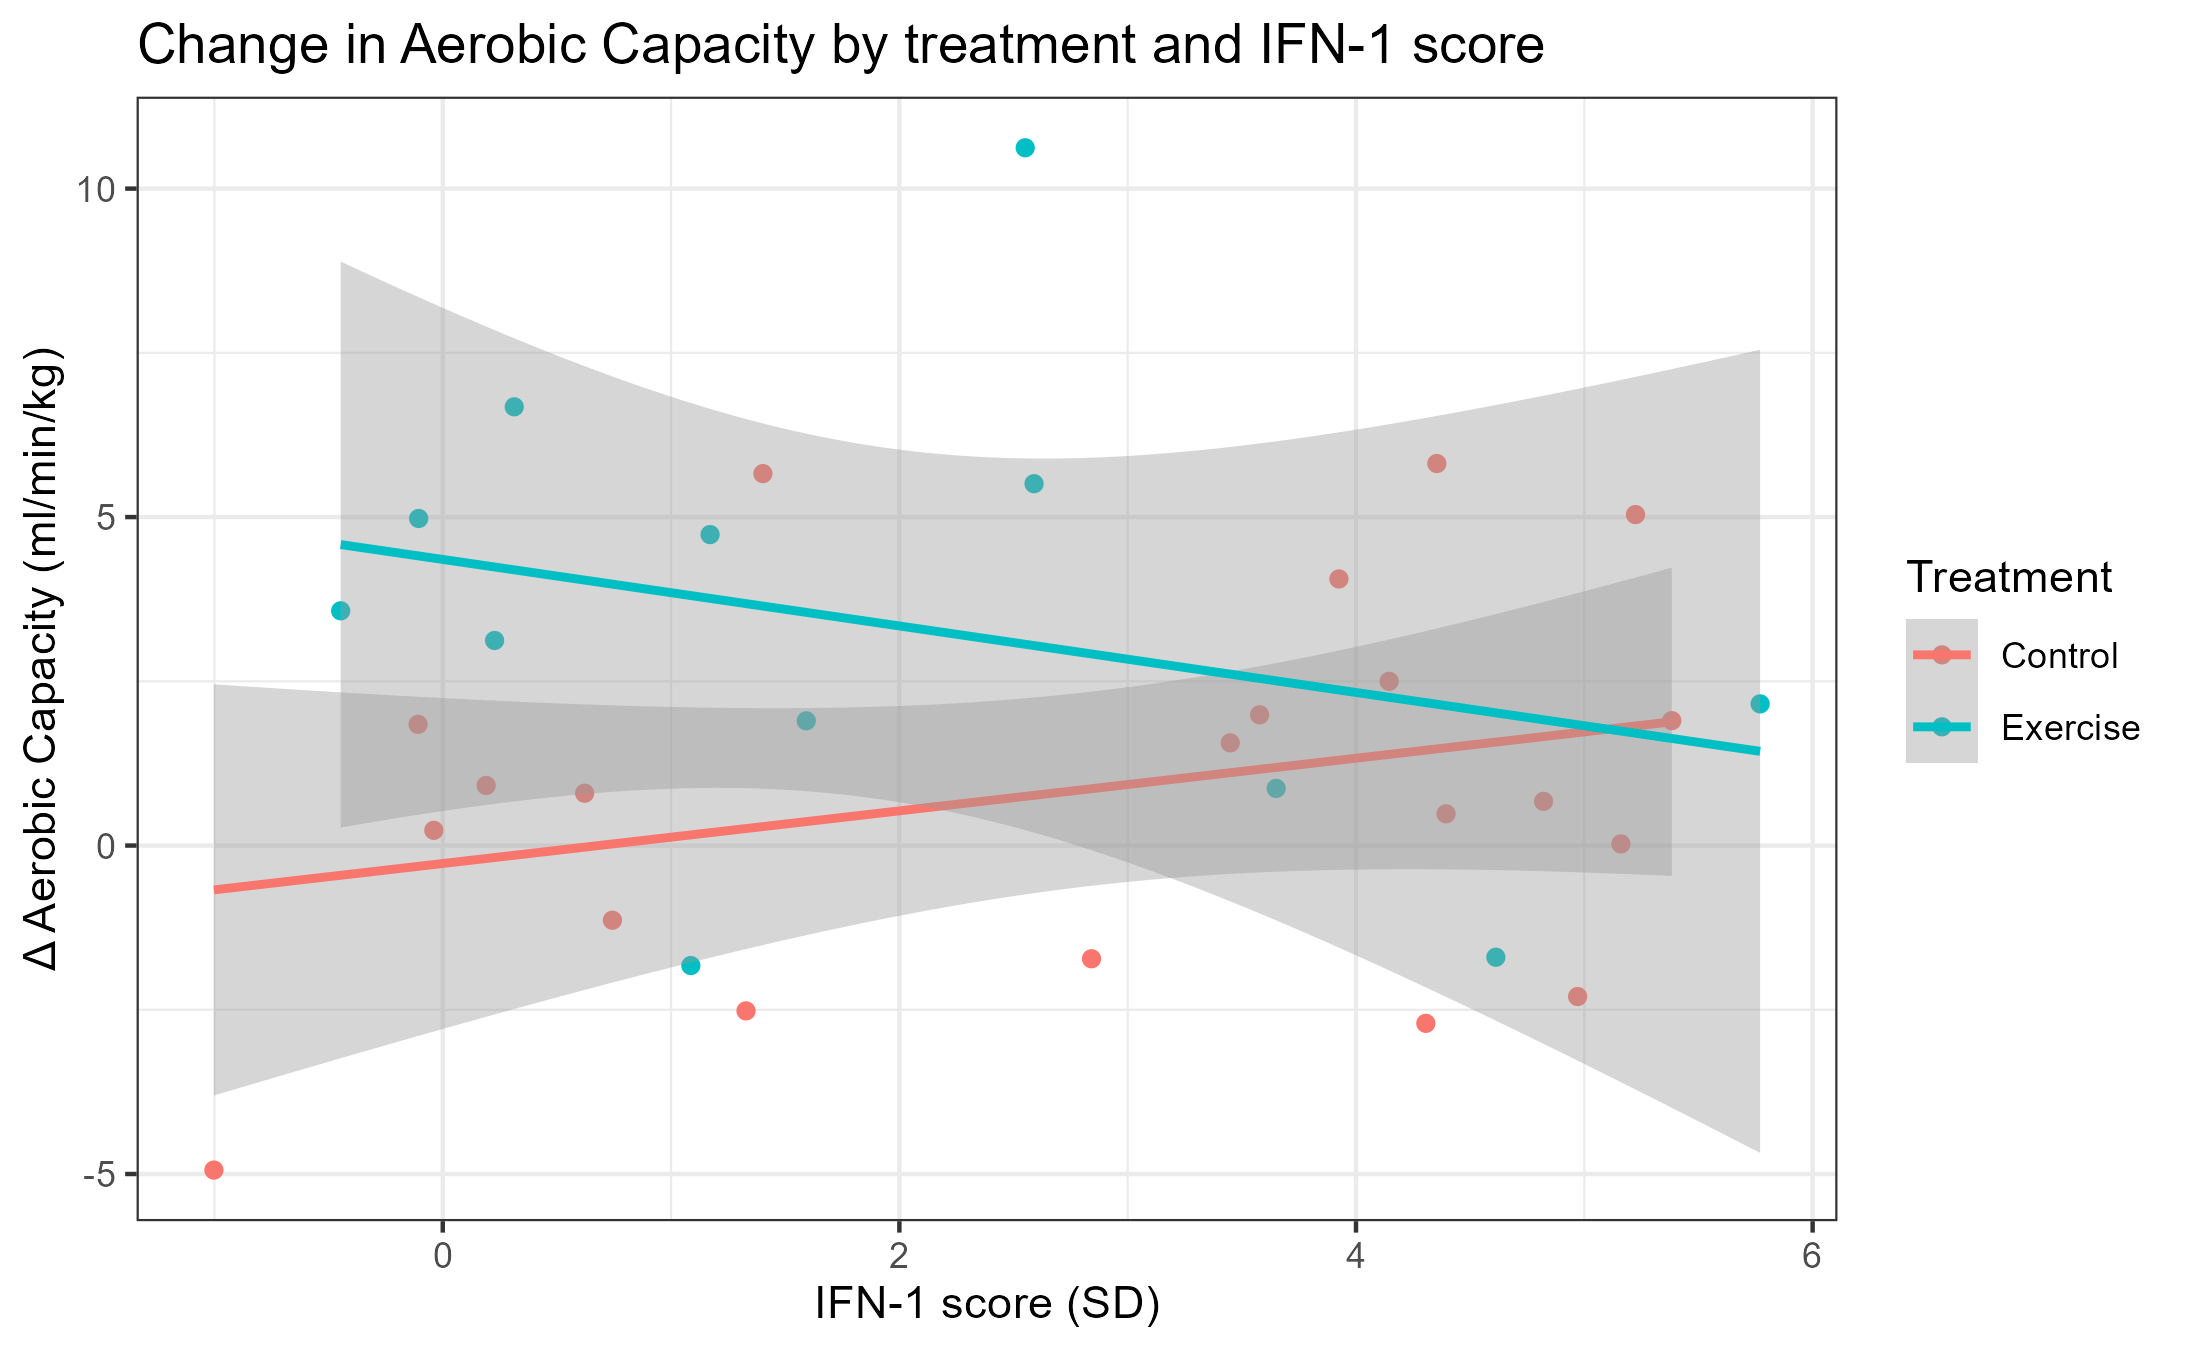 Change in Aerobic Capacity by treatment and IFN-1 score
Δ Aerobic Capacity (ml/min/kg)
10
5
0
-5
0
2
4
6
IFN-1 score (SD)
Treatment
Control
Exercise